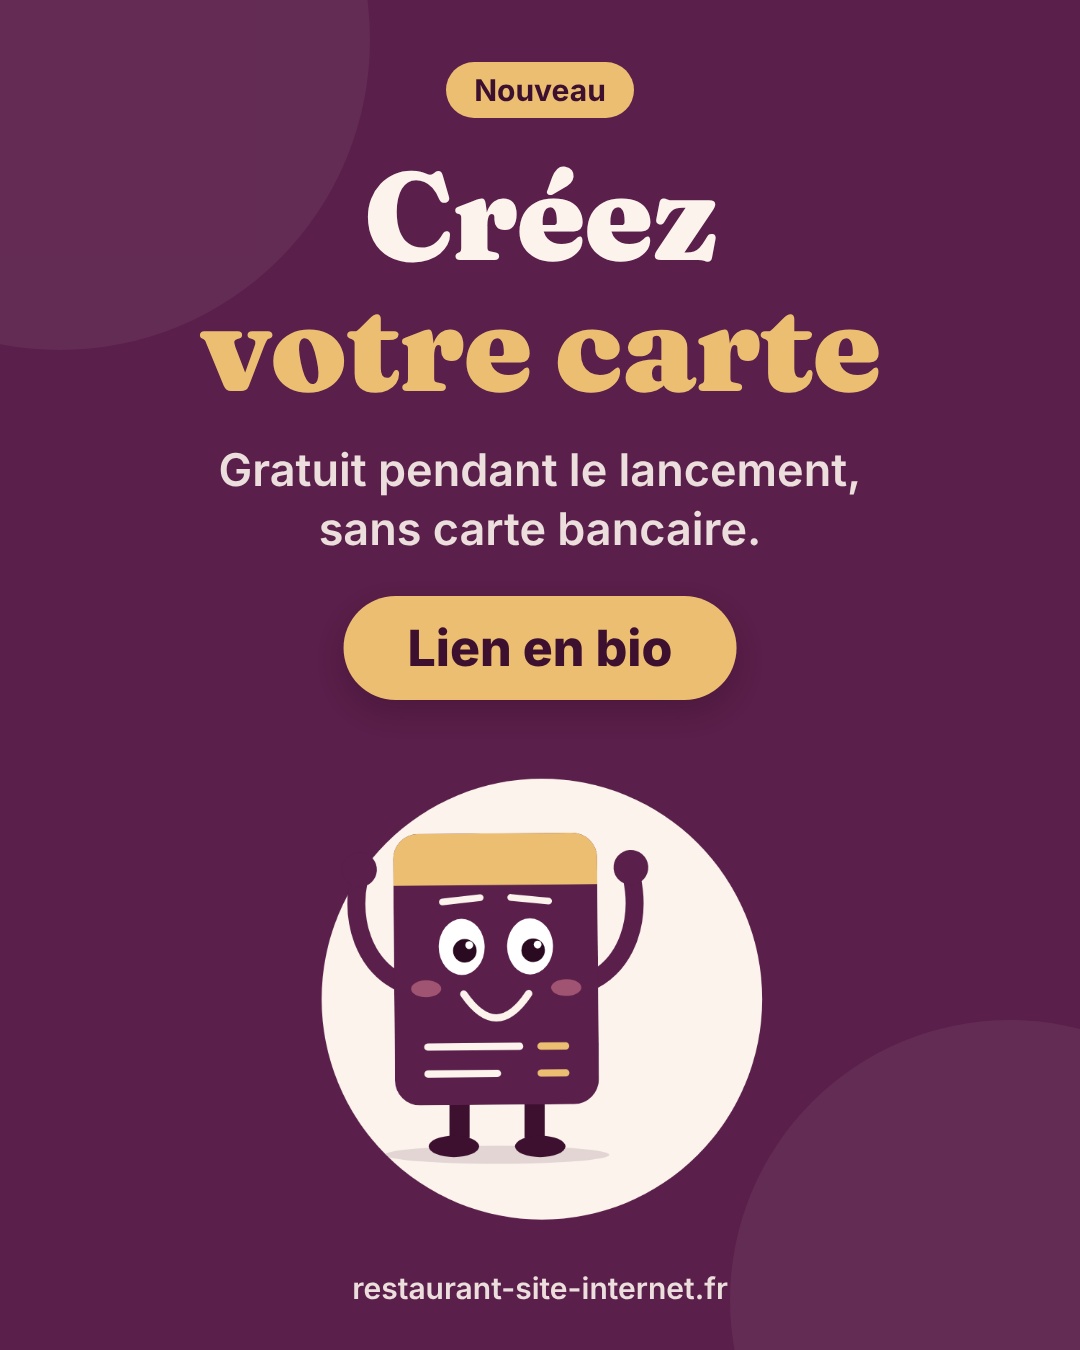 Nouveau
Créez
votre carte
Gratuit pendant le lancement,
sans carte bancaire.
Lien en bio
restaurant-site-internet.fr